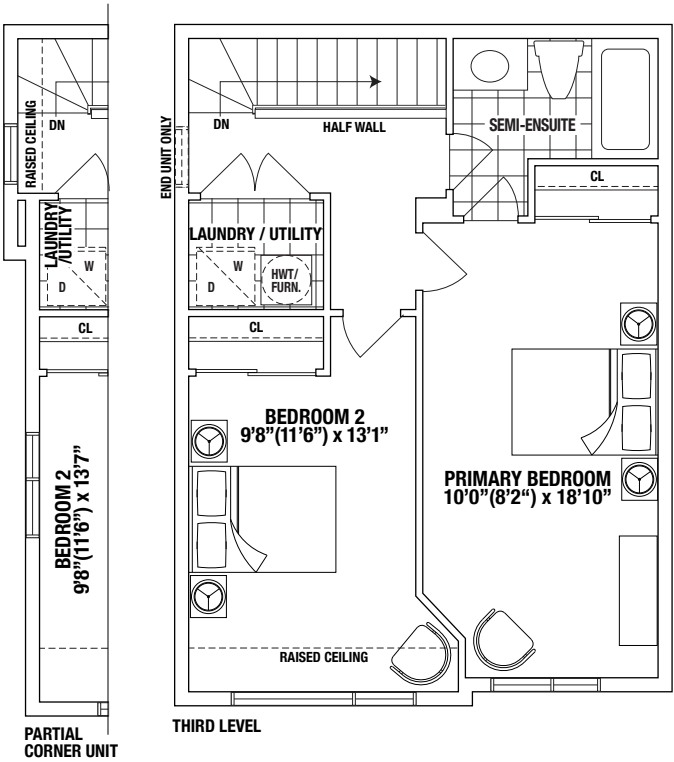 RAISED CEILING
DN
LAUNDRY
/UTILITY
W
D
CL
BEDROOM 2
9'8"(11'6") x 13'7"
PARTIAL
CORNER UNIT
END UNIT ONLY
DN
HALF WALL
SEMI-ENSUITE
CL
LAUNDRY / UTILITY
W
D
HWT/
FURN.
CL
BEDROOM 2
9'8"(11'6") x 13'1"
PRIMARY BEDROOM
10'0"(8'2“) x 18'10”
RAISED CEILING
THIRD LEVEL